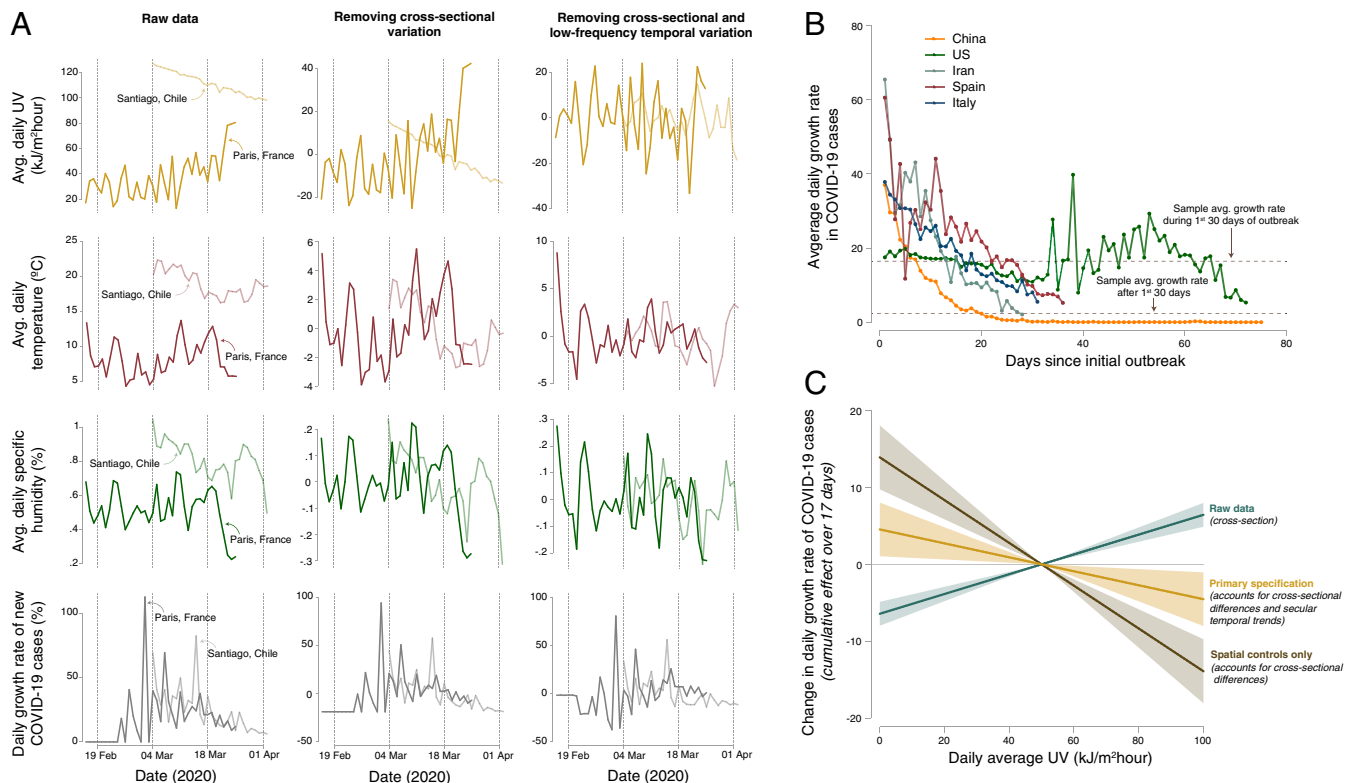 A
Raw data
Removing cross-sectional
variation
Removing cross-sectional and
low-frequency temporal variation
Avg. daily UV
(kJ/m²hour)
120
100
80
60
40
20
Santiago, Chile
Paris, France
40
20
0
-20
20
0
-20
-40
Avg. daily
temperature (ºC)
25
20
15
10
5
Santiago, Chile
Paris, France
6
4
2
0
-2
-4
10
5
0
-5
Avg. daily specific
humidity (%)
1
.8
.6
.4
.2
Santiago, Chile
Paris, France
.2
.1
0
-.1
-.2
-.3
.3
.2
.1
0
-.1
-.2
Daily growth rate of new
COVID-19 cases (%)
100
50
0
Paris, France
Santiago, Chile
100
50
0
-50
100
50
0
-50
19 Feb
04 Mar
18 Mar
01 Apr
19 Feb
04 Mar
18 Mar
01 Apr
19 Feb
04 Mar
18 Mar
01 Apr
Date (2020)
Date (2020)
Date (2020)
B
China
US
Iran
Spain
Italy
Avgerage daily growth rate
in COVID-19 cases
80
60
40
20
0
Sample avg. growth rate
during 1st 30 days of outbreak
Sample avg. growth rate
after 1st 30 days
0
20
40
60
80
Days since initial outbreak
C
Change in daily growth rate of COVID-19 cases
(cumulative effect over 17 days)
20
10
0
-10
-20
Raw data
(cross-section)
Primary specification
(accounts for cross-sectional
differences and secular
temporal trends)
Spatial controls only
(accounts for cross-sectional
differences)
0
20
40
60
80
100
Daily average UV (kJ/m²hour)